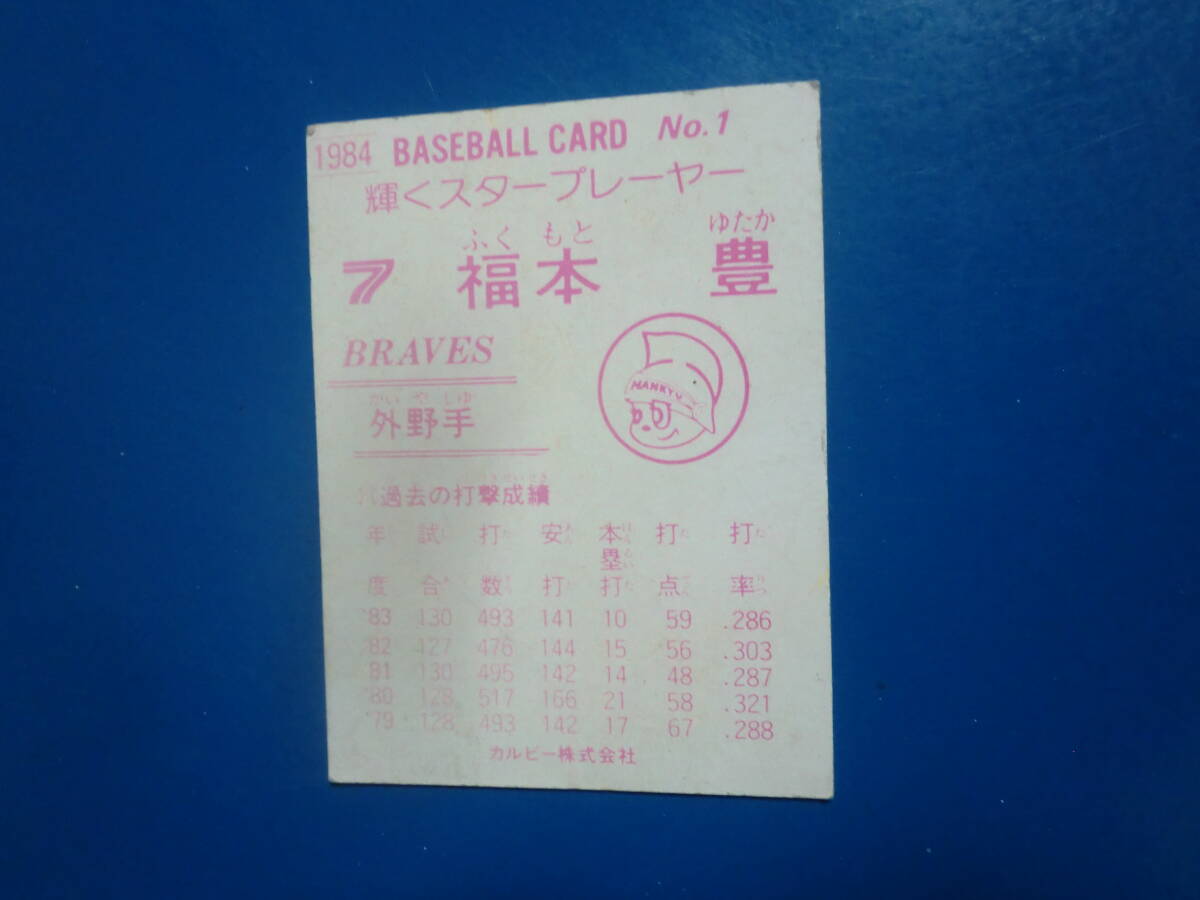 1984 BASEBALL CARD No.1
輝くスタープレーヤー
ふく もと ゆたか
7 福本 豊
BRAVES
HANKYU
がい や しゅ
外野手
過去の打撃成績
年 試 打 安 本 打 打
塁
度 合 数 打 打 点 率
'83 130 493 141 10 59 .286
'82 127 476 144 15 56 .303
'81 130 495 142 14 48 .287
'80 128 517 166 21 58 .321
'79 128 493 142 17 67 .288
カルビー株式会社